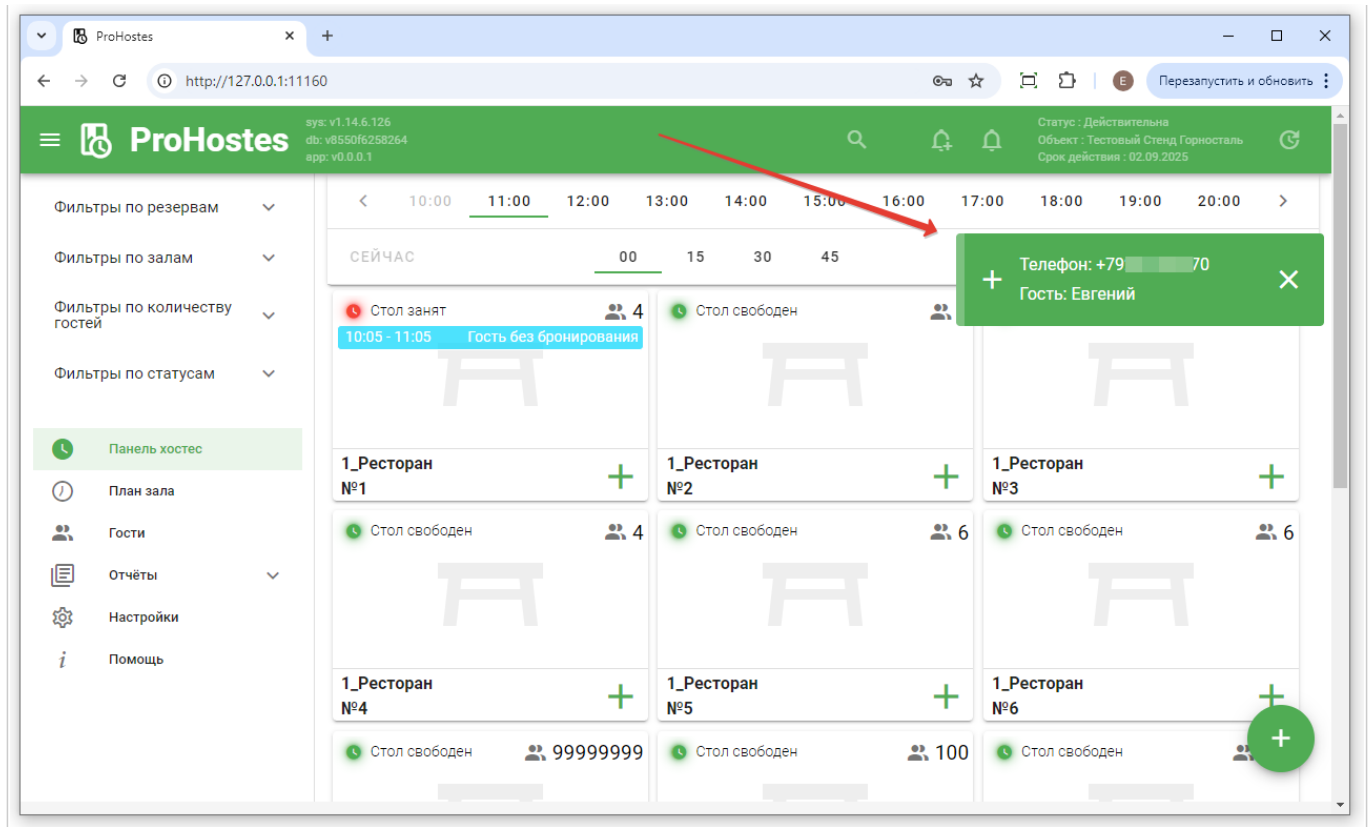 ProHostes
http://127.0.0.1:11160
E
Перезапустить и обновить
ProHostes
sys: v1.14.6.126
db: v8550f6258264
app: v0.0.0.1
Статус : Действительна
Объект : Тестовый Стенд Горносталь
Срок действия : 02.09.2025
Фильтры по резервам
Фильтры по залам
Фильтры по количеству
гостей
Фильтры по статусам
Панель хостес
План зала
Гости
Отчёты
Настройки
i Помощь
10:00 11:00 12:00 13:00 14:00 15:00 16:00 17:00 18:00 19:00 20:00
СЕЙЧАС 00 15 30 45
Телефон: +79 70
Гость: Евгений
Стол занят 4
10:05 - 11:05 Гость без бронирования
1_Ресторан
№1
Стол свободен
1_Ресторан
№2
1_Ресторан
№3
Стол свободен 4
1_Ресторан
№4
Стол свободен 6
1_Ресторан
№5
Стол свободен 6
1_Ресторан
№6
Стол свободен 99999999
Стол свободен 100
Стол свободен